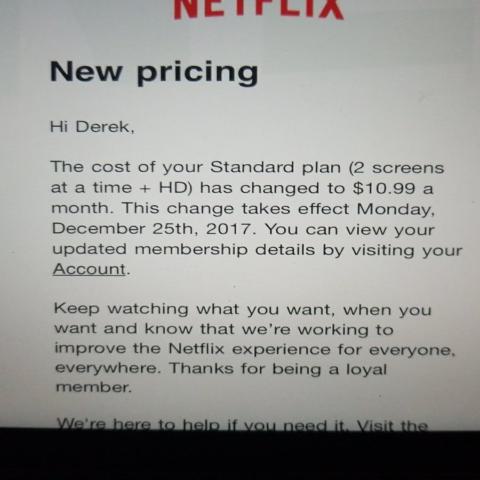 NETFLIX
New pricing
Hi Derek,
The cost of your Standard plan (2 screens
at a time + HD) has changed to $10.99 a
month. This change takes effect Monday,
December 25th, 2017. You can view your
updated membership details by visiting your
Account.
Keep watching what you want, when you
want and know that we're working to
improve the Netflix experience for everyone,
everywhere. Thanks for being a loyal
member.
We're here to help if you need it. Visit the